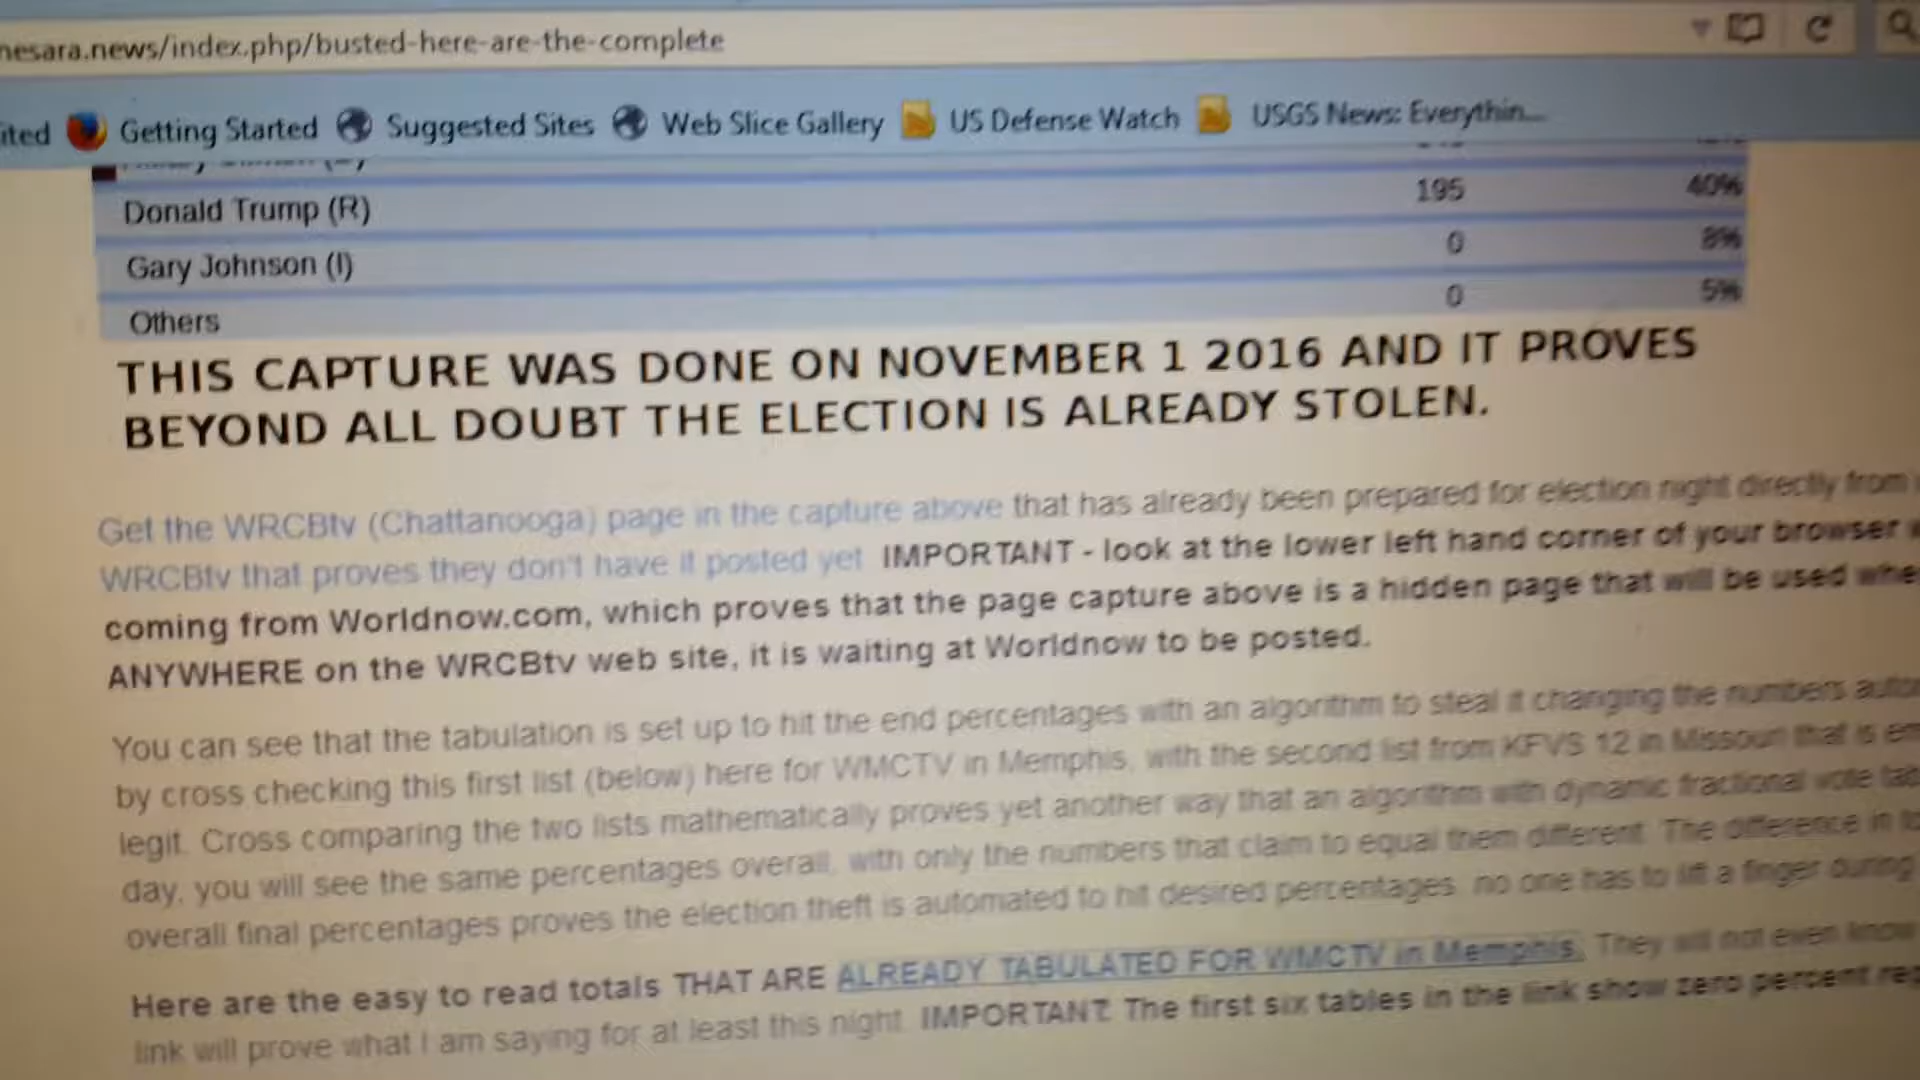 nesara.news/index.php/busted-here-are-the-complete
ited Getting Started Suggested Sites Web Slice Gallery US Defense Watch USGS News: Everythin...
Donald Trump (R) 195 40%
Gary Johnson (I) 0 8%
Others 0 5%
THIS CAPTURE WAS DONE ON NOVEMBER 1 2016 AND IT PROVES
BEYOND ALL DOUBT THE ELECTION IS ALREADY STOLEN.
Get the WRCBtv (Chattanooga) page in the capture above that has already been prepared for election night directly from
WRCBtv that proves they don't have it posted yet IMPORTANT - look at the lower left hand corner of your browser
coming from Worldnow.com, which proves that the page capture above is a hidden page that will be used whe
ANYWHERE on the WRCBtv web site, it is waiting at Worldnow to be posted.
You can see that the tabulation is set up to hit the end percentages with an algorithm to steal it changing the numbers auto
by cross checking this first list (below) here for WMCTV in Memphis, with the second list from KFVS 12 in Missouri that is
legit. Cross comparing the two lists mathematically proves yet another way that an algorithm with dynamic fractional vote
day, you will see the same percentages overall, with only the numbers that claim to equal them different. The difference in
overall final percentages proves the election theft is automated to hit desired percentages, no one has to lift a finger during
Here are the easy to read totals THAT ARE ALREADY TABULATED FOR WMCTV in Memphis. They will not even know
link will prove what I am saying for at least this night. IMPORTANT: The first six tables in the link show zero percent